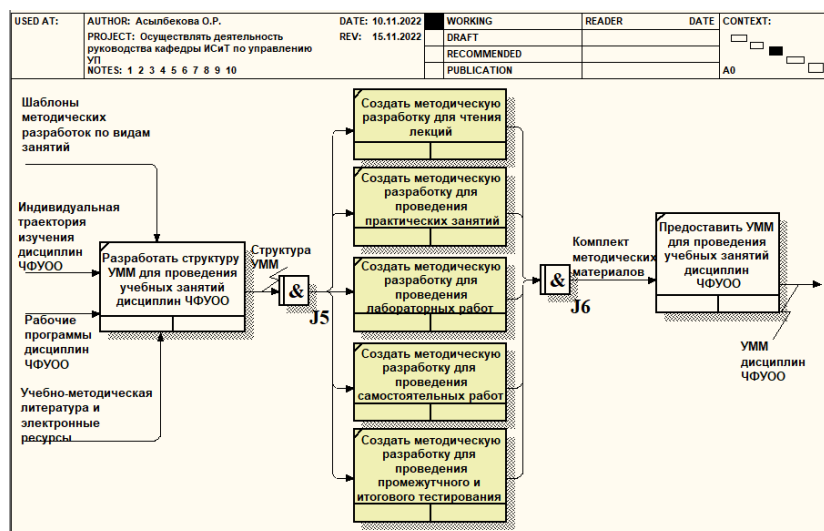 USED AT:
AUTHOR: Асылбекова О.Р.
DATE: 10.11.2022
WORKING
READER
DATE
CONTEXT:
PROJECT: Осуществлять деятельность
руководства кафедры ИСиТ по управлению
УП
REV: 15.11.2022
DRAFT
RECOMMENDED
NOTES: 1 2 3 4 5 6 7 8 9 10
PUBLICATION
A0
Шаблоны
методических
разработок по видам
занятий
Индивидуальная
траектория
изучения
дисциплин
ЧФУОО
Рабочие
программы
дисциплин
ЧФУОО
Учебно-методическая
литература и
электронные
ресурсы
Разработать структуру
УММ для проведения
учебных занятий
дисциплин ЧФУОО
Структура
УММ
&
J5
Создать методическую
разработку для чтения
лекций
Создать методическую
разработку для
проведения
практических занятий
Создать методическую
разработку для
проведения
лабораторных работ
Создать методическую
разработку для
проведения
самостоятельных работ
Создать методическую
разработку для
проведения
промежутчного и
итогового тестирования
&
J6
Комплект
методических
материалов
Предоставить УММ
для проведения
учебных занятий
дисциплин
ЧФУОО
УММ
дисциплин
ЧФУОО